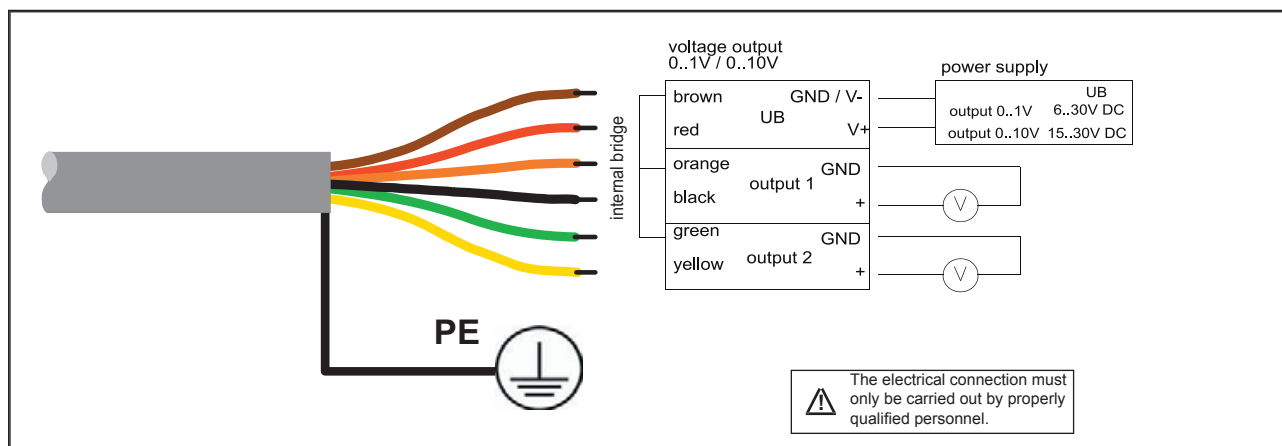 voltage output
0..1V / 0..10V
internal bridge
brown GND / V-
UB
red V+
orange GND
output 1
black +
green GND
output 2
yellow +
power supply
UB
output 0..1V 6..30V DC
output 0..10V 15..30V DC
V
V
PE
The electrical connection must
only be carried out by properly
qualified personnel.